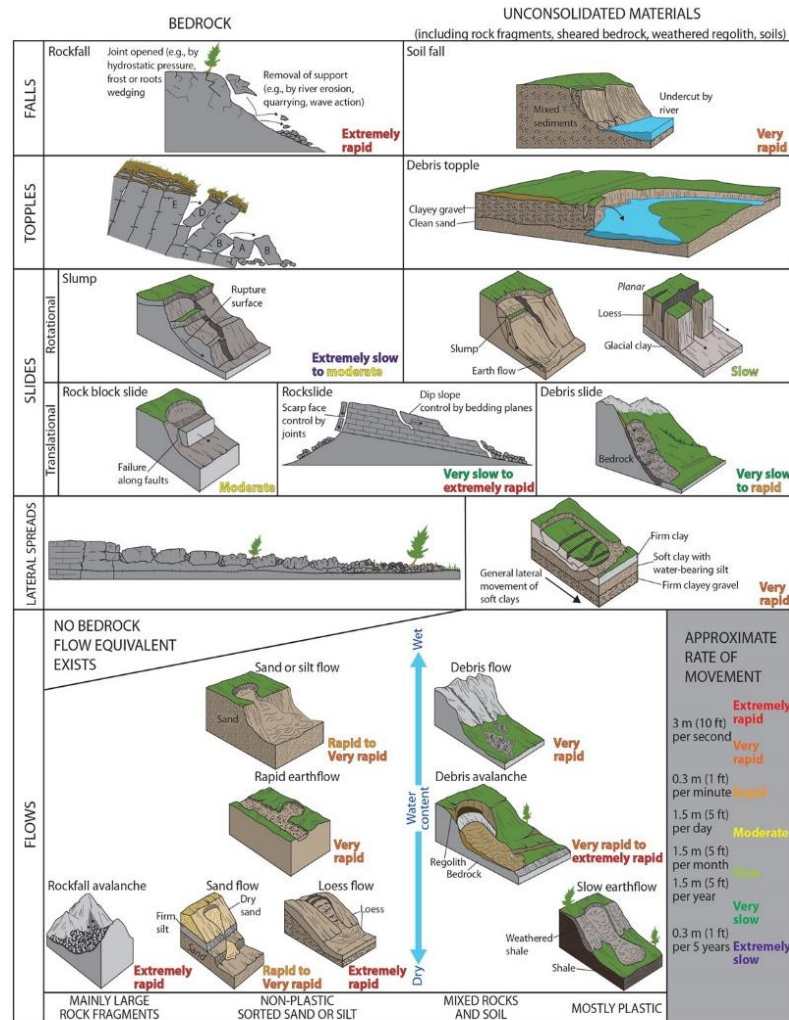 BEDROCK
UNCONSOLIDATED MATERIALS
(including rock fragments, sheared bedrock, weathered regolith, soils)
FALLS
Rockfall
Joint opened (e.g., by
hydrostatic pressure,
frost or roots
wedging)
Removal of support
(e.g., by river erosion,
quarrying, wave action)
Extremely
rapid
Soil fall
Mixed
sediments
Undercut by
river
Very
rapid
TOPPLES
E
D
C
B
A
B
Debris topple
Clayey gravel
Clean sand
SLIDES
Rotational
Slump
Rupture
surface
Extremely slow
to moderate
Slump
Earth flow
Planar
Loess
Glacial clay
Slow
Translational
Rock block slide
Failure
along faults
Moderate
Rockslide
Scarp face
control by
joints
Dip slope
control by bedding planes
Very slow to
extremely rapid
Debris slide
Bedrock
Very slow
to rapid
LATERAL SPREADS
Firm clay
Soft clay with
water-bearing silt
Firm clayey gravel
General lateral
movement of
soft clays
Very
rapid
FLOWS
NO BEDROCK
FLOW EQUIVALENT
EXISTS
Sand or silt flow
Sand
Rapid to
Very rapid
Wet
Water
content
Dry
Debris flow
Very
rapid
Rapid earthflow
Very
rapid
Debris avalanche
Regolith
Bedrock
Very rapid to
extremely rapid
Rockfall avalanche
Extremely
rapid
Sand flow
Dry
sand
Firm
silt
Sand
Rapid to
Very rapid
Loess flow
Loess
Extremely
rapid
Slow earthflow
Weathered
shale
Shale
APPROXIMATE
RATE OF
MOVEMENT
Extremely
rapid
3 m (10 ft)
per second
Very
rapid
0.3 m (1 ft)
per minute
Rapid
1.5 m (5 ft)
per day
Moderate
1.5 m (5 ft)
per month
Slow
1.5 m (5 ft)
per year
Very
slow
0.3 m (1 ft)
per 5 years
Extremely
slow
MAINLY LARGE
ROCK FRAGMENTS
NON-PLASTIC
SORTED SAND OR SILT
MIXED ROCKS
AND SOIL
MOSTLY PLASTIC